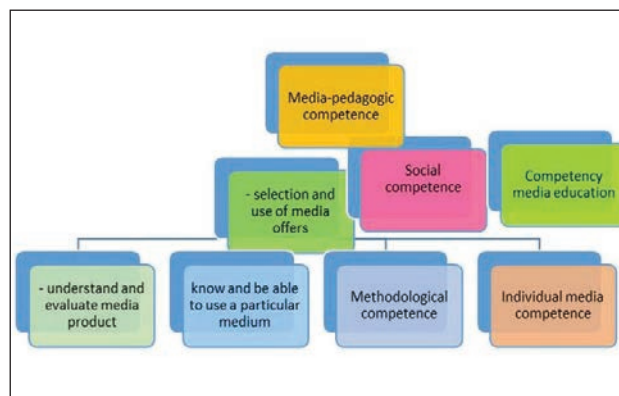 Media-pedagogic
competence
Social
competence
Competency
media education
- selection and
use of media
offers
- understand and
evaluate media
product
know and be able
to use a particular
medium
Methodological
competence
Individual media
competence